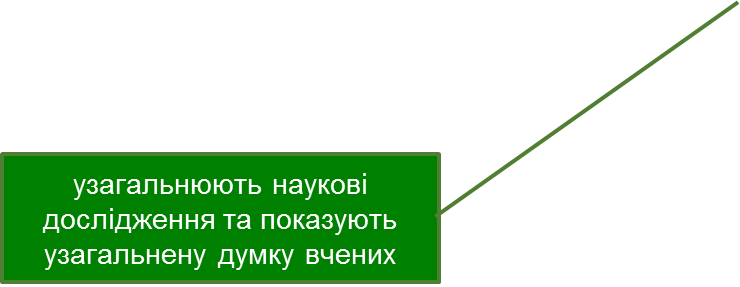 узагальнюють наукові
дослідження та показують
узагальнену думку вчених